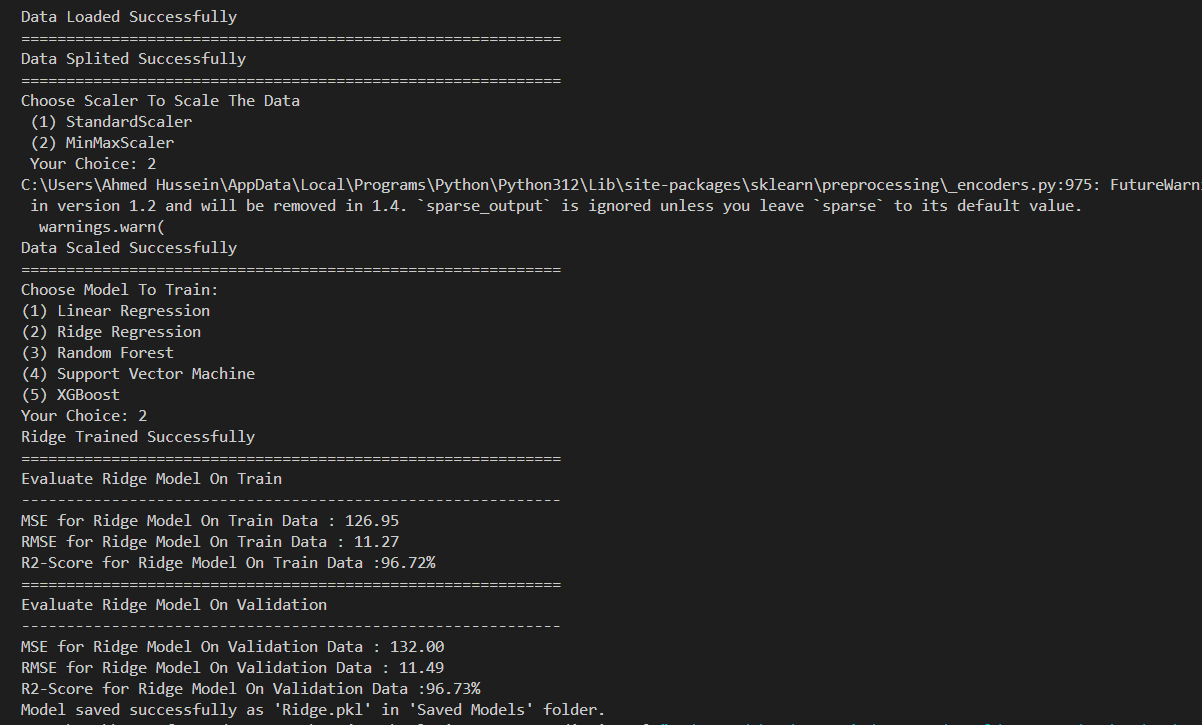 Data Loaded Successfully
============================================================
Data Splited Successfully
============================================================
Choose Scaler To Scale The Data
(1) StandardScaler
(2) MinMaxScaler
Your Choice: 2
C:\Users\Ahmed Hussein\AppData\Local\Programs\Python\Python312\Lib\site-packages\sklearn\preprocessing\_encoders.py:975: FutureWarn
in version 1.2 and will be removed in 1.4. `sparse_output` is ignored unless you leave `sparse` to its default value.
warnings.warn(
Data Scaled Successfully
============================================================
Choose Model To Train:
(1) Linear Regression
(2) Ridge Regression
(3) Random Forest
(4) Support Vector Machine
(5) XGBoost
Your Choice: 2
Ridge Trained Successfully
============================================================
Evaluate Ridge Model On Train
------------------------------------------------------------
MSE for Ridge Model On Train Data : 126.95
RMSE for Ridge Model On Train Data : 11.27
R2-Score for Ridge Model On Train Data :96.72%
============================================================
Evaluate Ridge Model On Validation
------------------------------------------------------------
MSE for Ridge Model On Validation Data : 132.00
RMSE for Ridge Model On Validation Data : 11.49
R2-Score for Ridge Model On Validation Data :96.73%
Model saved successfully as 'Ridge.pkl' in 'Saved Models' folder.